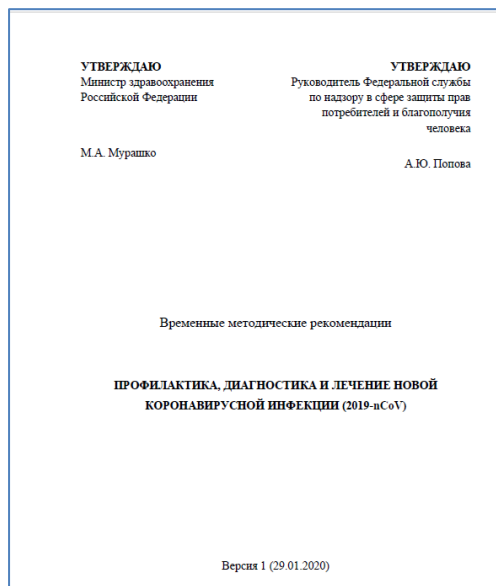 УТВЕРЖДАЮ
Министр здравоохранения
Российской Федерации
М.А. Мурашко
УТВЕРЖДАЮ
Руководитель Федеральной службы
по надзору в сфере защиты прав
потребителей и благополучия
человека
А.Ю. Попова
Временные методические рекомендации
ПРОФИЛАКТИКА, ДИАГНОСТИКА И ЛЕЧЕНИЕ НОВОЙ
КОРОНАВИРУСНОЙ ИНФЕКЦИИ (2019-nCoV)
Версия 1 (29.01.2020)